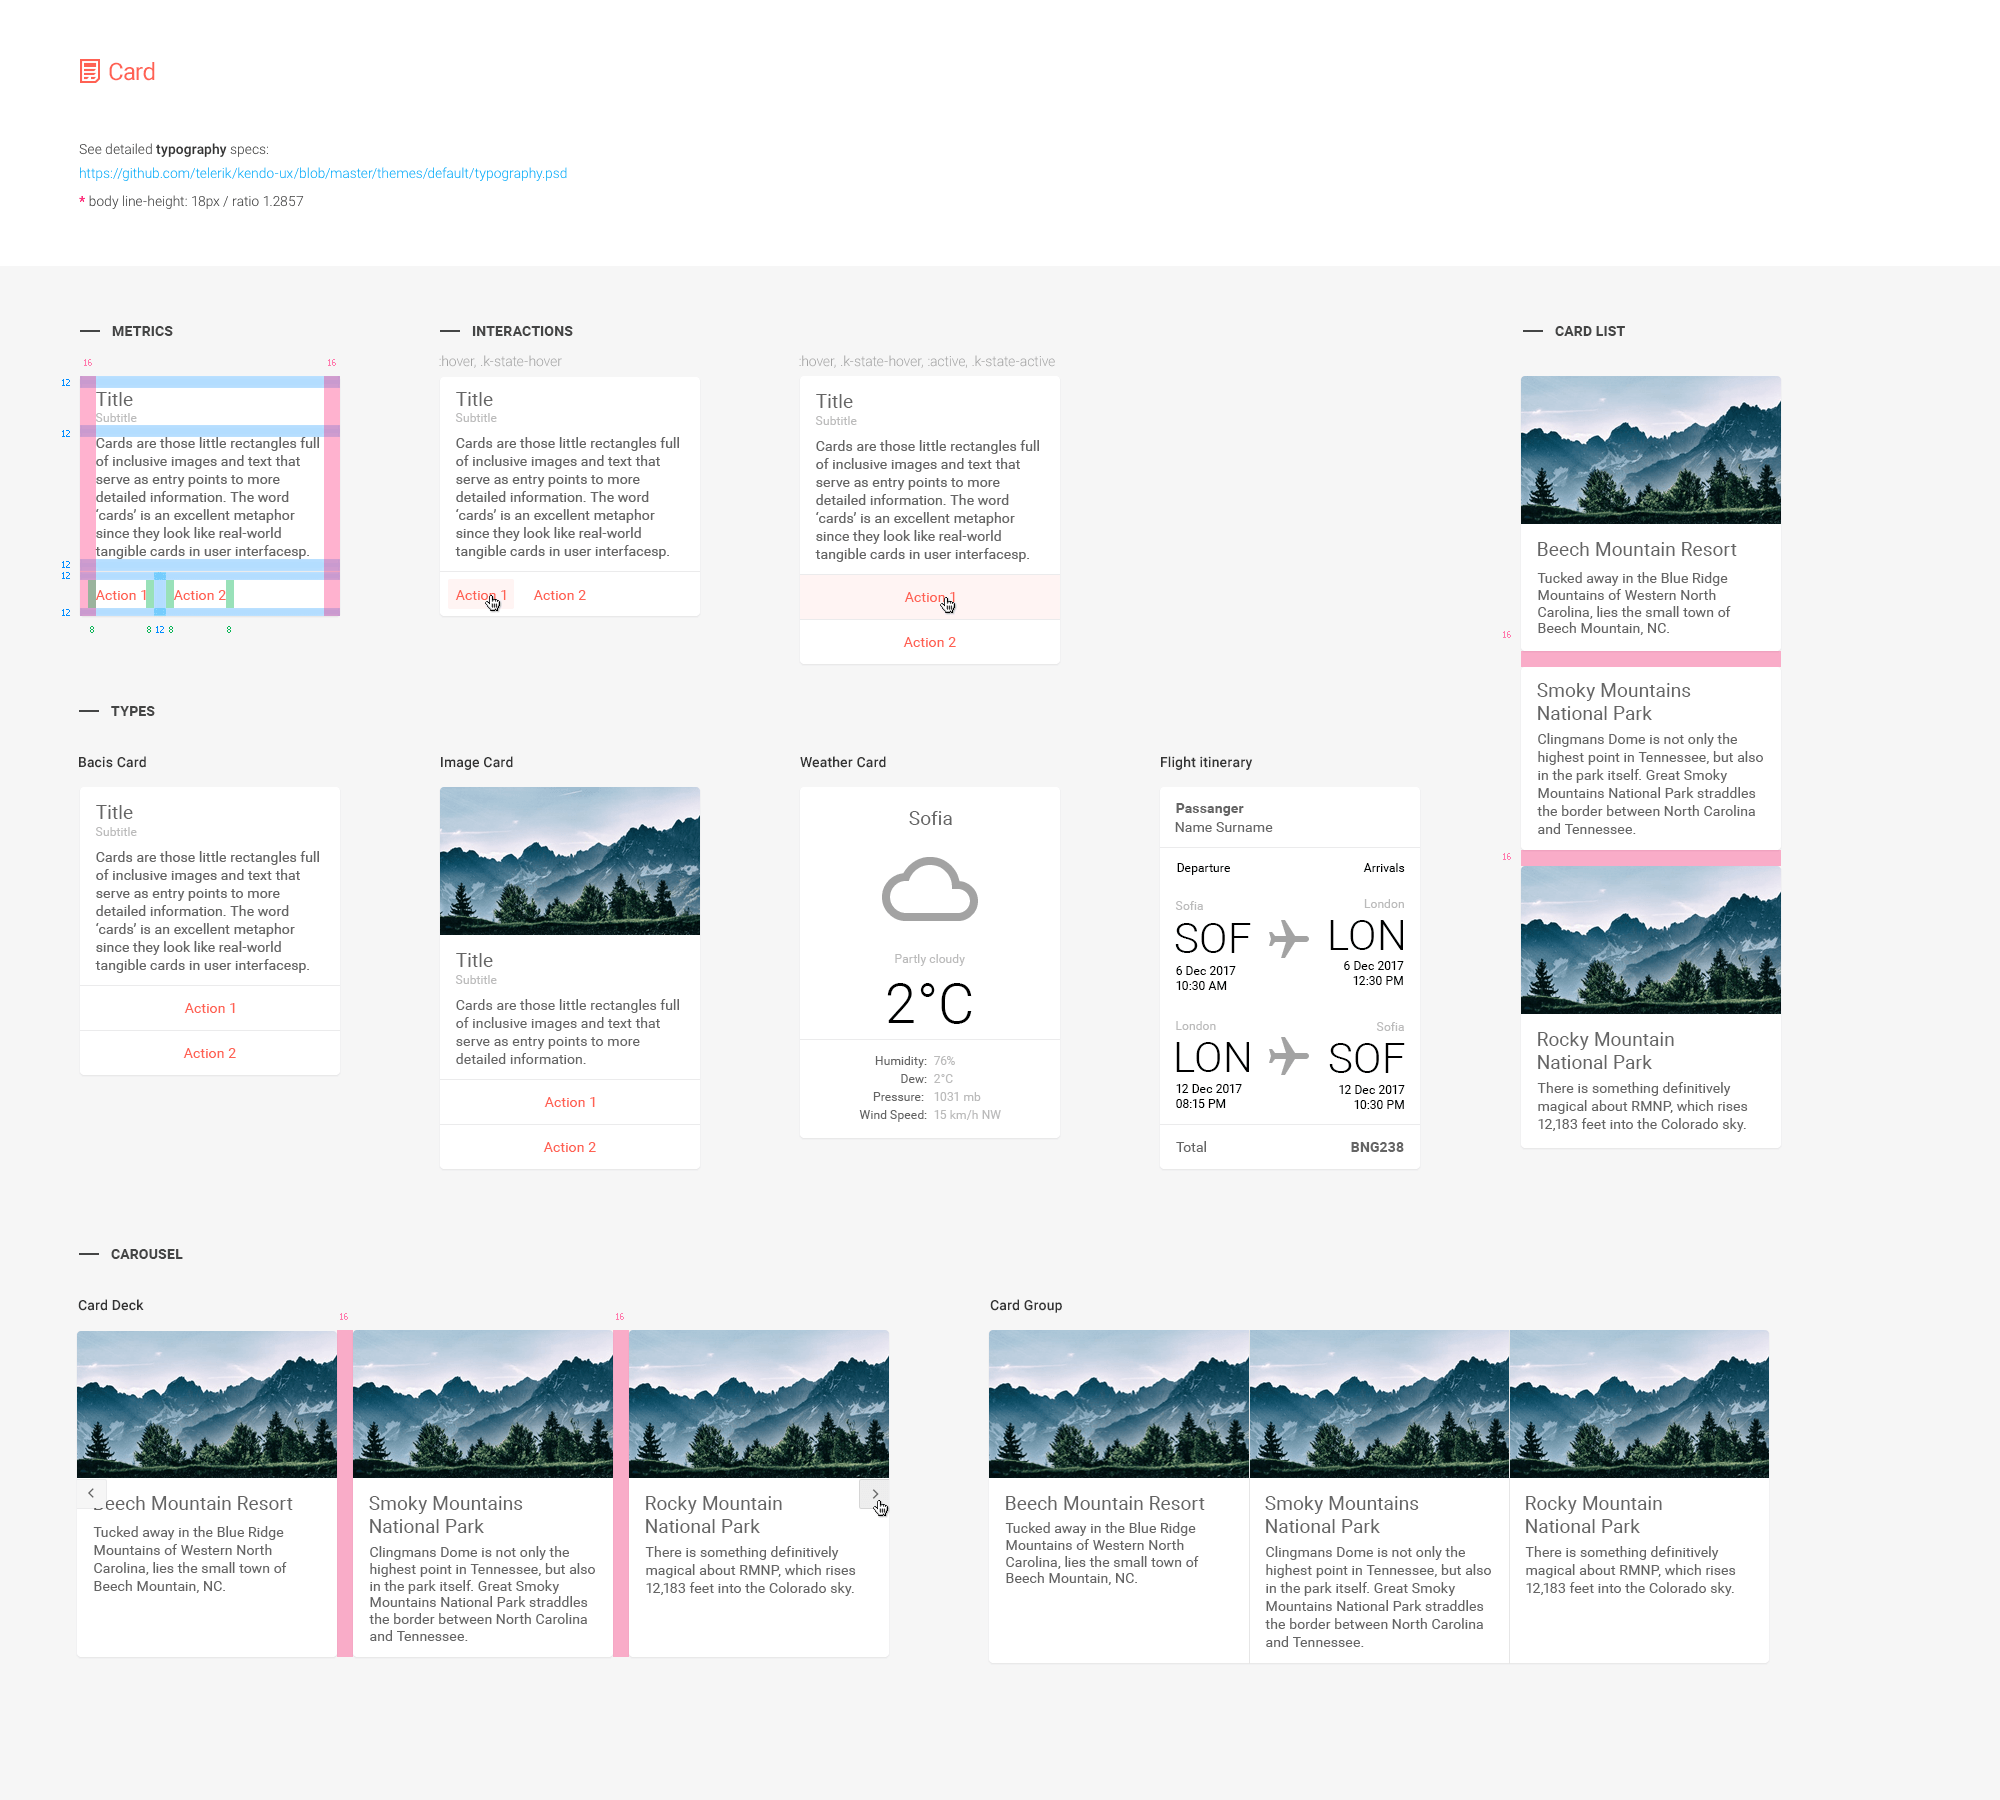 Card
See detailed typography specs:
https://github.com/telerik/kendo-ux/blob/master/themes/default/typography.psd
* body line-height: 18px / ratio 1.2857
METRICS
16
16
12
Title
Subtitle
12
Cards are those little rectangles full
of inclusive images and text that
serve as entry points to more
detailed information. The word
‘cards’ is an excellent metaphor
since they look like real-world
tangible cards in user interfacesp.
12
12
Action 1
Action 2
12
8
8
12
8
8
INTERACTIONS
:hover, .k-state-hover
Title
Subtitle
Cards are those little rectangles full
of inclusive images and text that
serve as entry points to more
detailed information. The word
‘cards’ is an excellent metaphor
since they look like real-world
tangible cards in user interfacesp.
Action 1
Action 2
:hover, .k-state-hover, :active, .k-state-active
Title
Subtitle
Cards are those little rectangles full
of inclusive images and text that
serve as entry points to more
detailed information. The word
‘cards’ is an excellent metaphor
since they look like real-world
tangible cards in user interfacesp.
Action 1
Action 2
CARD LIST
Beech Mountain Resort
Tucked away in the Blue Ridge
Mountains of Western North
Carolina, lies the small town of
Beech Mountain, NC.
16
Smoky Mountains
National Park
Clingmans Dome is not only the
highest point in Tennessee, but also
in the park itself. Great Smoky
Mountains National Park straddles
the border between North Carolina
and Tennessee.
16
Rocky Mountain
National Park
There is something definitively
magical about RMNP, which rises
12,183 feet into the Colorado sky.
TYPES
Bacis Card
Title
Subtitle
Cards are those little rectangles full
of inclusive images and text that
serve as entry points to more
detailed information. The word
‘cards’ is an excellent metaphor
since they look like real-world
tangible cards in user interfacesp.
Action 1
Action 2
Image Card
Title
Subtitle
Cards are those little rectangles full
of inclusive images and text that
serve as entry points to more
detailed information.
Action 1
Action 2
Weather Card
Sofia
Partly cloudy
2°C
Humidity: 76%
Dew: 2°C
Pressure: 1031 mb
Wind Speed: 15 km/h NW
Flight itinerary
Passanger
Name Surname
Departure
Arrivals
Sofia
London
SOF
LON
6 Dec 2017
10:30 AM
6 Dec 2017
12:30 PM
London
Sofia
LON
SOF
12 Dec 2017
08:15 PM
12 Dec 2017
10:30 PM
Total
BNG238
CAROUSEL
Card Deck
16
16
Beech Mountain Resort
Tucked away in the Blue Ridge
Mountains of Western North
Carolina, lies the small town of
Beech Mountain, NC.
Smoky Mountains
National Park
Clingmans Dome is not only the
highest point in Tennessee, but also
in the park itself. Great Smoky
Mountains National Park straddles
the border between North Carolina
and Tennessee.
Rocky Mountain
National Park
There is something definitively
magical about RMNP, which rises
12,183 feet into the Colorado sky.
Card Group
Beech Mountain Resort
Tucked away in the Blue Ridge
Mountains of Western North
Carolina, lies the small town of
Beech Mountain, NC.
Smoky Mountains
National Park
Clingmans Dome is not only the
highest point in Tennessee, but also
in the park itself. Great Smoky
Mountains National Park straddles
the border between North Carolina
and Tennessee.
Rocky Mountain
National Park
There is something definitively
magical about RMNP, which rises
12,183 feet into the Colorado sky.